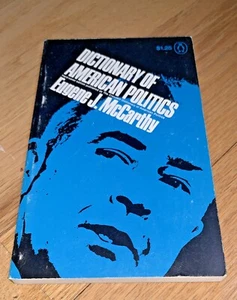 $1.25
DICTIONARY OF
AMERICAN POLITICS
Eugene J. McCarthy